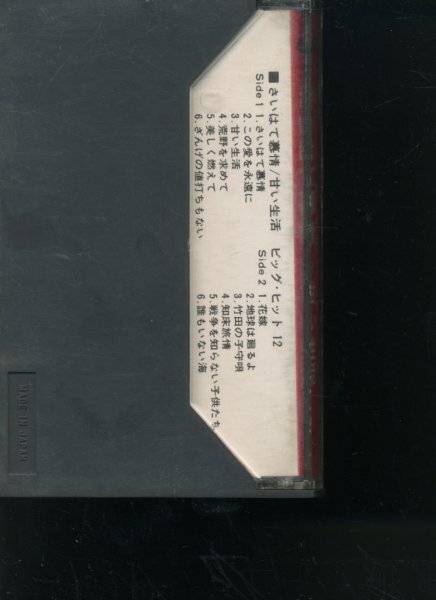 ■さいはて慕情/甘い生活 ビッグ・ヒット 12
Side 1 1.さいはて慕情
2.この愛を永遠に
3.甘い生活
4.荒野を求めて
5.美しく燃えて
6.ざんげの値打ちもない
Side 2 1.花嫁
2.地球は廻るよ
3.竹田の子守唄
4.知床旅情
5.戦争を知らない子供たち
6.誰もいない海
MADE IN JAPAN